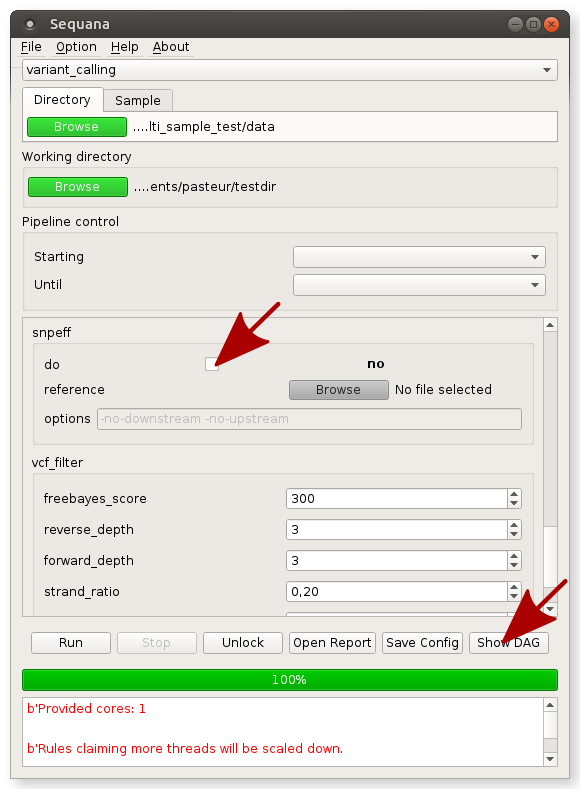 Sequana
File Option Help About
variant_calling
Directory Sample
Browse ....lti_sample_test/data
Working directory
Browse ....ents/pasteur/testdir
Pipeline control
Starting
Until
snpeff
do no
reference Browse No file selected
options -no-downstream -no-upstream
vcf_filter
freebayes_score 300
reverse_depth 3
forward_depth 3
strand_ratio 0,20
Run Stop Unlock Open Report Save Config Show DAG
100%
b'Provided cores: 1
b'Rules claiming more threads will be scaled down.